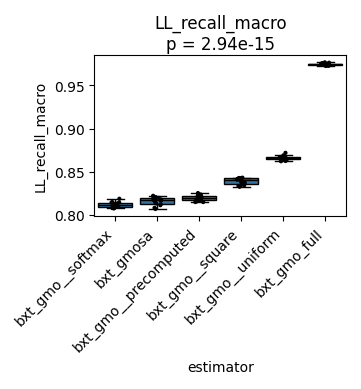 LL_recall_macro
p = 2.94e-15
LL_recall_macro
0.95
0.90
0.85
0.80
bxt_gmo__softmax
bxt_gmosa
bxt_gmo__precomputed
bxt_gmo__square
bxt_gmo__uniform
bxt_gmo_full
estimator